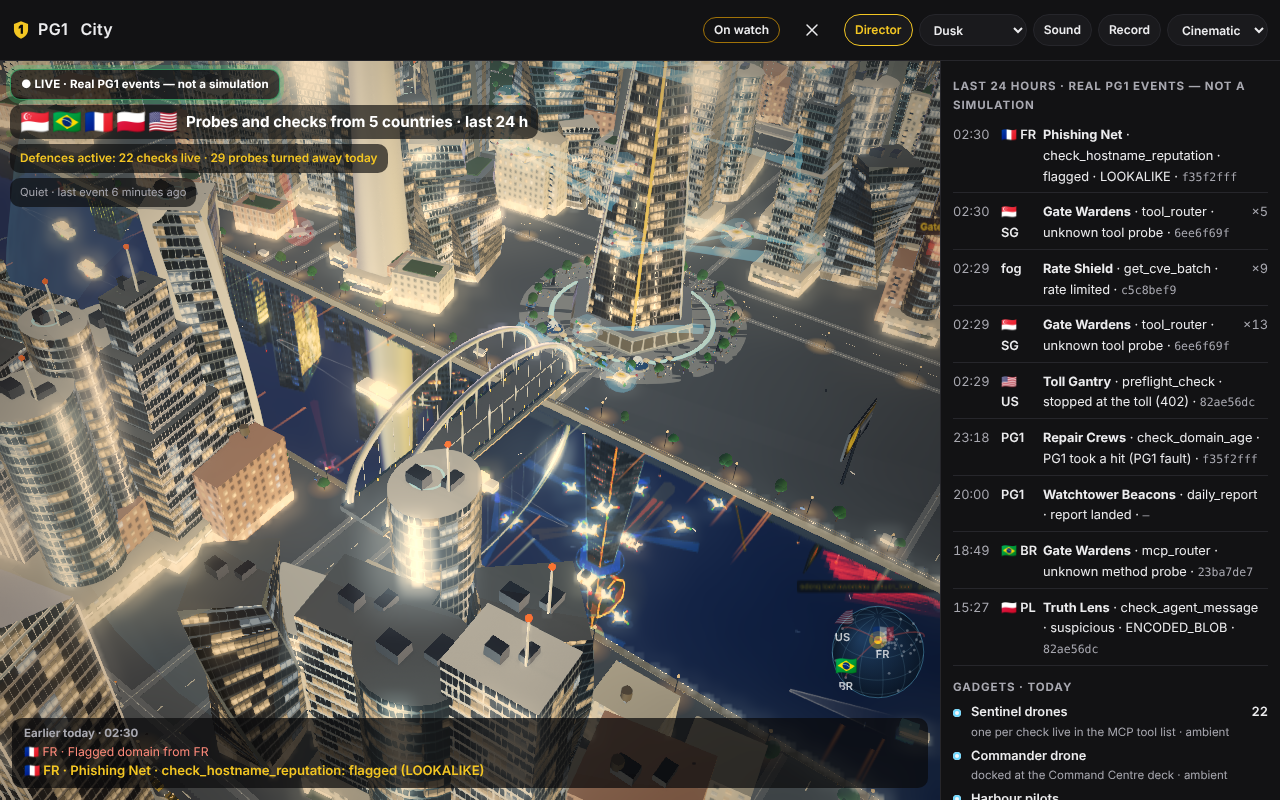 PG1 City
On watch
Director
Dusk
Sound
Record
Cinematic
LIVE · Real PG1 events — not a simulation
🇸🇬🇧🇷🇫🇷🇵🇱🇺🇸 Probes and checks from 5 countries · last 24 h
Defences active: 22 checks live · 29 probes turned away today
Quiet · last event 6 minutes ago
US
FR
BR
Earlier today · 02:30
🇫🇷 FR · Flagged domain from FR
🇫🇷 FR · Phishing Net · check_hostname_reputation: flagged (LOOKALIKE)
LAST 24 HOURS · REAL PG1 EVENTS — NOT A
SIMULATION
02:30 🇫🇷 FR Phishing Net ·
check_hostname_reputation ·
flagged · LOOKALIKE · f35f2fff
02:30 🇸🇬 Gate Wardens · tool_router · ×5
SG unknown tool probe · 6ee6f69f
02:29 fog Rate Shield · get_cve_batch · ×9
rate limited · c5c8bef9
02:29 🇸🇬 Gate Wardens · tool_router · ×13
SG unknown tool probe · 6ee6f69f
02:29 🇺🇸 Toll Gantry · preflight_check ·
US stopped at the toll (402) · 82ae56dc
23:18 PG1 Repair Crews · check_domain_age ·
PG1 took a hit (PG1 fault) · f35f2fff
20:00 PG1 Watchtower Beacons · daily_report
· report landed · –
18:49 🇧🇷 BR Gate Wardens · mcp_router ·
unknown method probe · 23ba7de7
15:27 🇵🇱 PL Truth Lens · check_agent_message
· suspicious · ENCODED_BLOB ·
82ae56dc
GADGETS · TODAY
Sentinel drones 22
one per check live in the MCP tool list · ambient
Commander drone
docked at the Command Centre deck · ambient
Harbour pilots